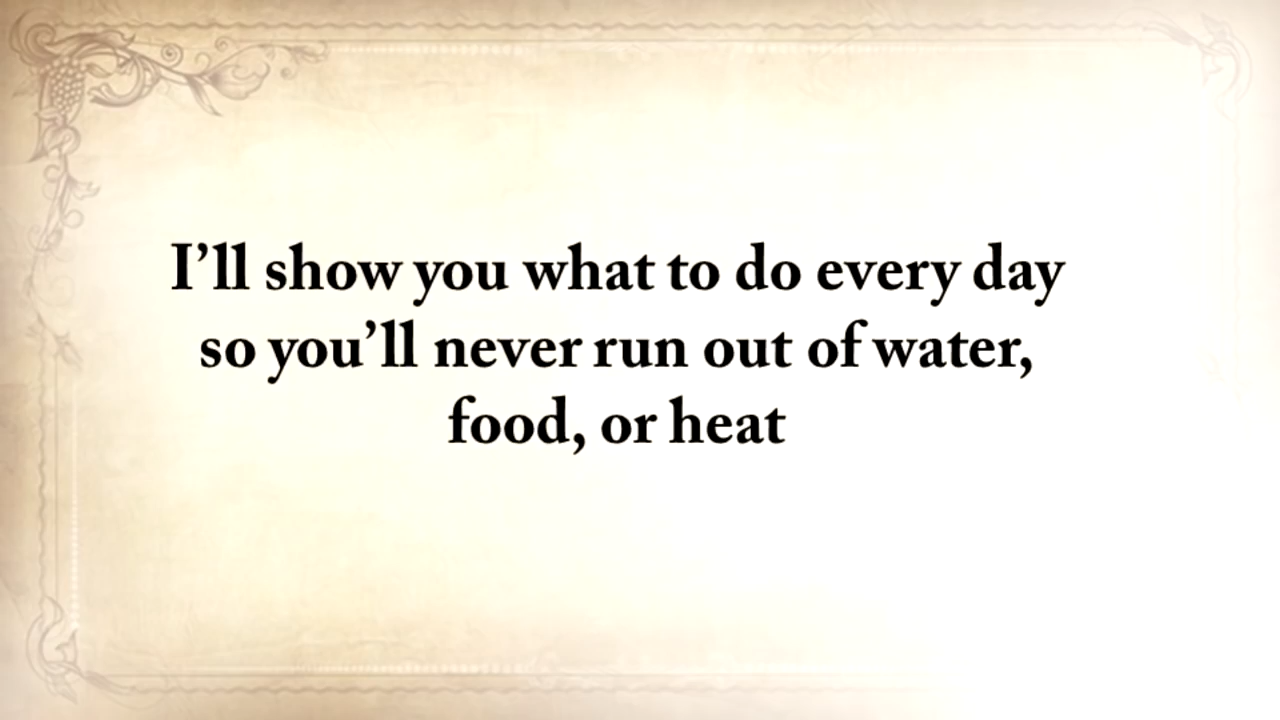 I’ll show you what to do every day
so you’ll never run out of water,
food, or heat